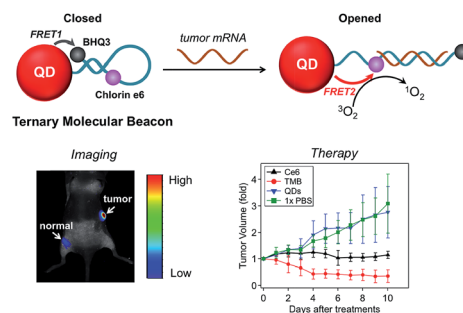 Closed
Opened
FRET1
BHQ3
tumor mRNA
QD
Chlorin e6
QD
FRET2
³O₂
¹O₂
Ternary Molecular Beacon
Imaging
Therapy
High
tumor
normal
Low
Ce6
TMB
QDs
1x PBS
Tumor Volume (fold)
4
3
2
1
0
0 2 4 6 8 10
Days after treatments